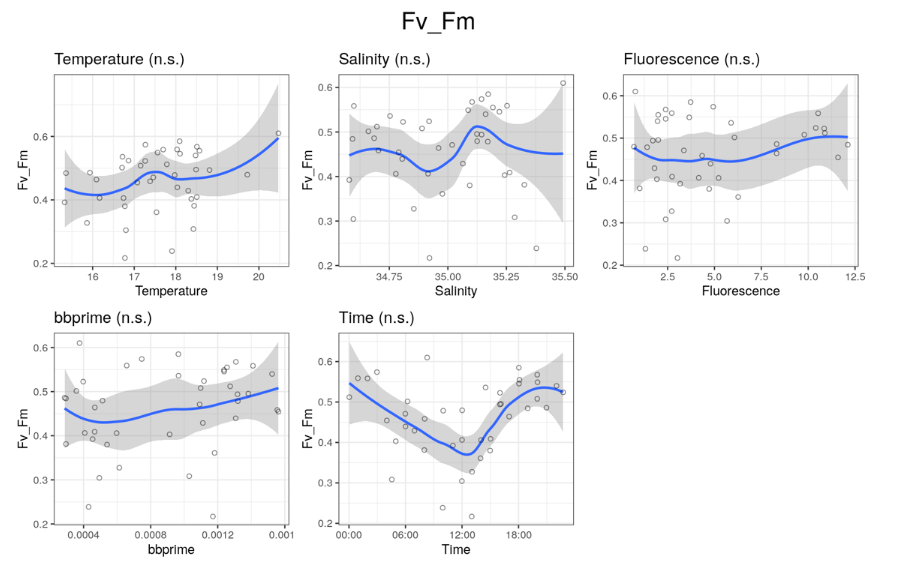 Fv_Fm
Temperature (n.s.)
Salinity (n.s.)
Fluorescence (n.s.)
Fv_Fm
0.6
0.4
0.2
16
17
18
19
20
Temperature
Fv_Fm
0.6
0.5
0.4
0.3
0.2
34.75
35.00
35.25
35.50
Salinity
Fv_Fm
0.6
0.5
0.4
0.3
0.2
2.5
5.0
7.5
10.0
12.5
Fluorescence
bbprime (n.s.)
Time (n.s.)
Fv_Fm
0.6
0.5
0.4
0.3
0.2
0.0004
0.0008
0.0012
0.001
bbprime
Fv_Fm
0.6
0.5
0.4
0.3
0.2
00:00
06:00
12:00
18:00
Time